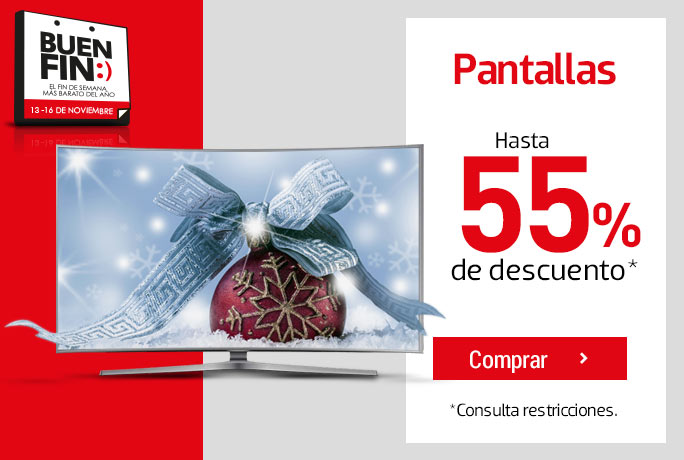 BUEN
FIN:)
EL FIN DE SEMANA
MÁS BARATO DEL AÑO
13-16 DE NOVIEMBRE
Pantallas
Hasta
55%
de descuento*
Comprar >
*Consulta restricciones.